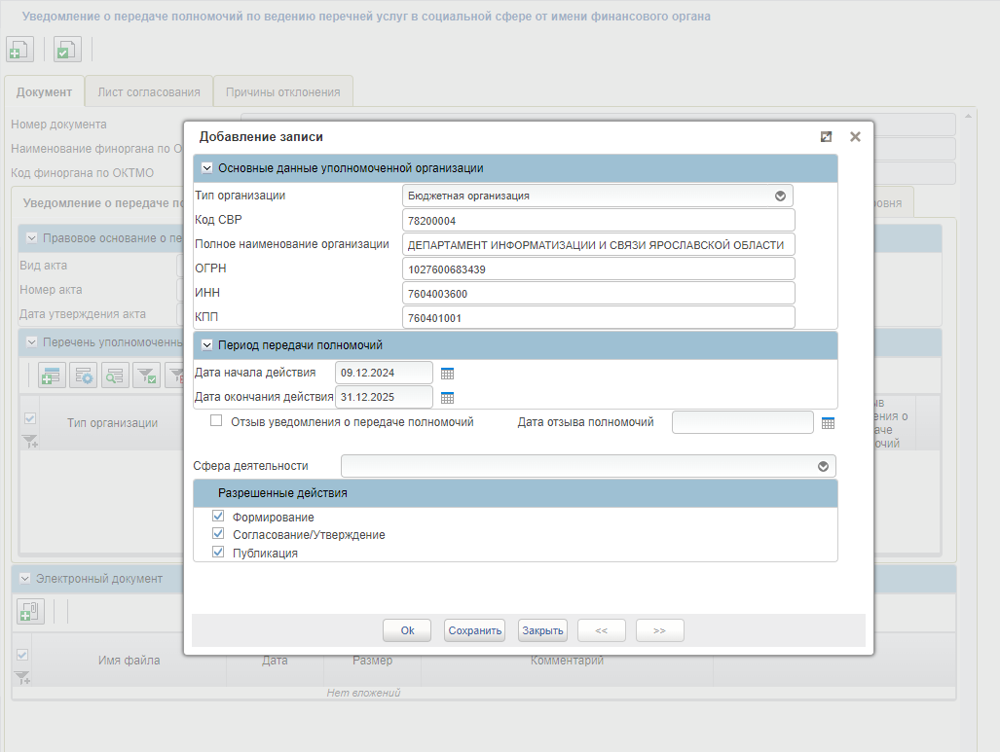 Уведомление о передаче полномочий по ведению перечней услуг в социальной сфере от имени финансового органа
Документ
Лист согласования
Причины отклонения
Номер документа
Наименование финоргана по
Код финоргана по ОКТМО
Уведомление о передаче
Правовое основание о
Вид акта
Номер акта
Дата утверждения акта
Перечень
Тип организации
Добавление записи
Основные данные уполномоченной организации
Тип организации
Бюджетная организация
Код СВР
78200004
Полное наименование организации
ДЕПАРТАМЕНТ ИНФОРМАТИЗАЦИИ И СВЯЗИ ЯРОСЛАВСКОЙ ОБЛАСТИ
ОГРН
1027600683439
ИНН
7604003600
КПП
760401001
Период передачи полномочий
Дата начала действия
09.12.2024
Дата окончания действия
31.12.2025
Отзыв уведомления о передаче полномочий
Дата отзыва полномочий
Сфера деятельности
Разрешенные действия
Формирование
Согласование/Утверждение
Публикация
Ok
Сохранить
Закрыть
<<
>>
Электронный документ
Имя файла
Дата
Размер
Комментарий
Нет вложений